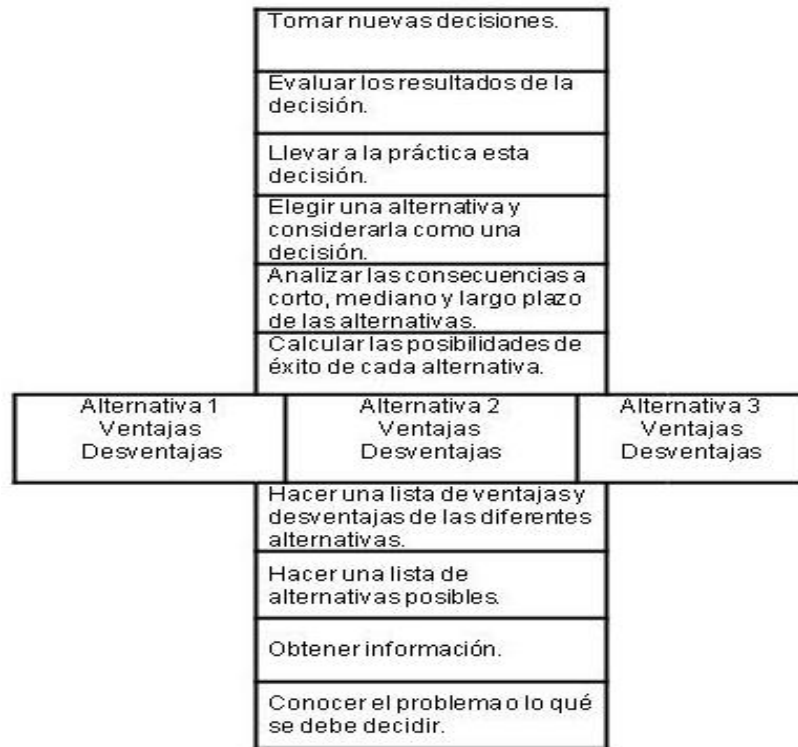 Tomar nuevas decisiones.
Evaluar los resultados de la
decisión.
Llevar a la práctica esta
decisión.
Elegir una alternativa y
considerarla como una
decisión.
Analizar las consecuencias a
corto, mediano y largo plazo
de las alternativas.
Calcular las posibilidades de
éxito de cada alternativa.
Alternativa 1
Ventajas
Desventajas
Alternativa 2
Ventajas
Desventajas
Alternativa 3
Ventajas
Desventajas
Hacer una lista de ventajas y
desventajas de las diferentes
alternativas.
Hacer una lista de
alternativas posibles.
Obtener información.
Conocer el problema o lo qué
se debe decidir.